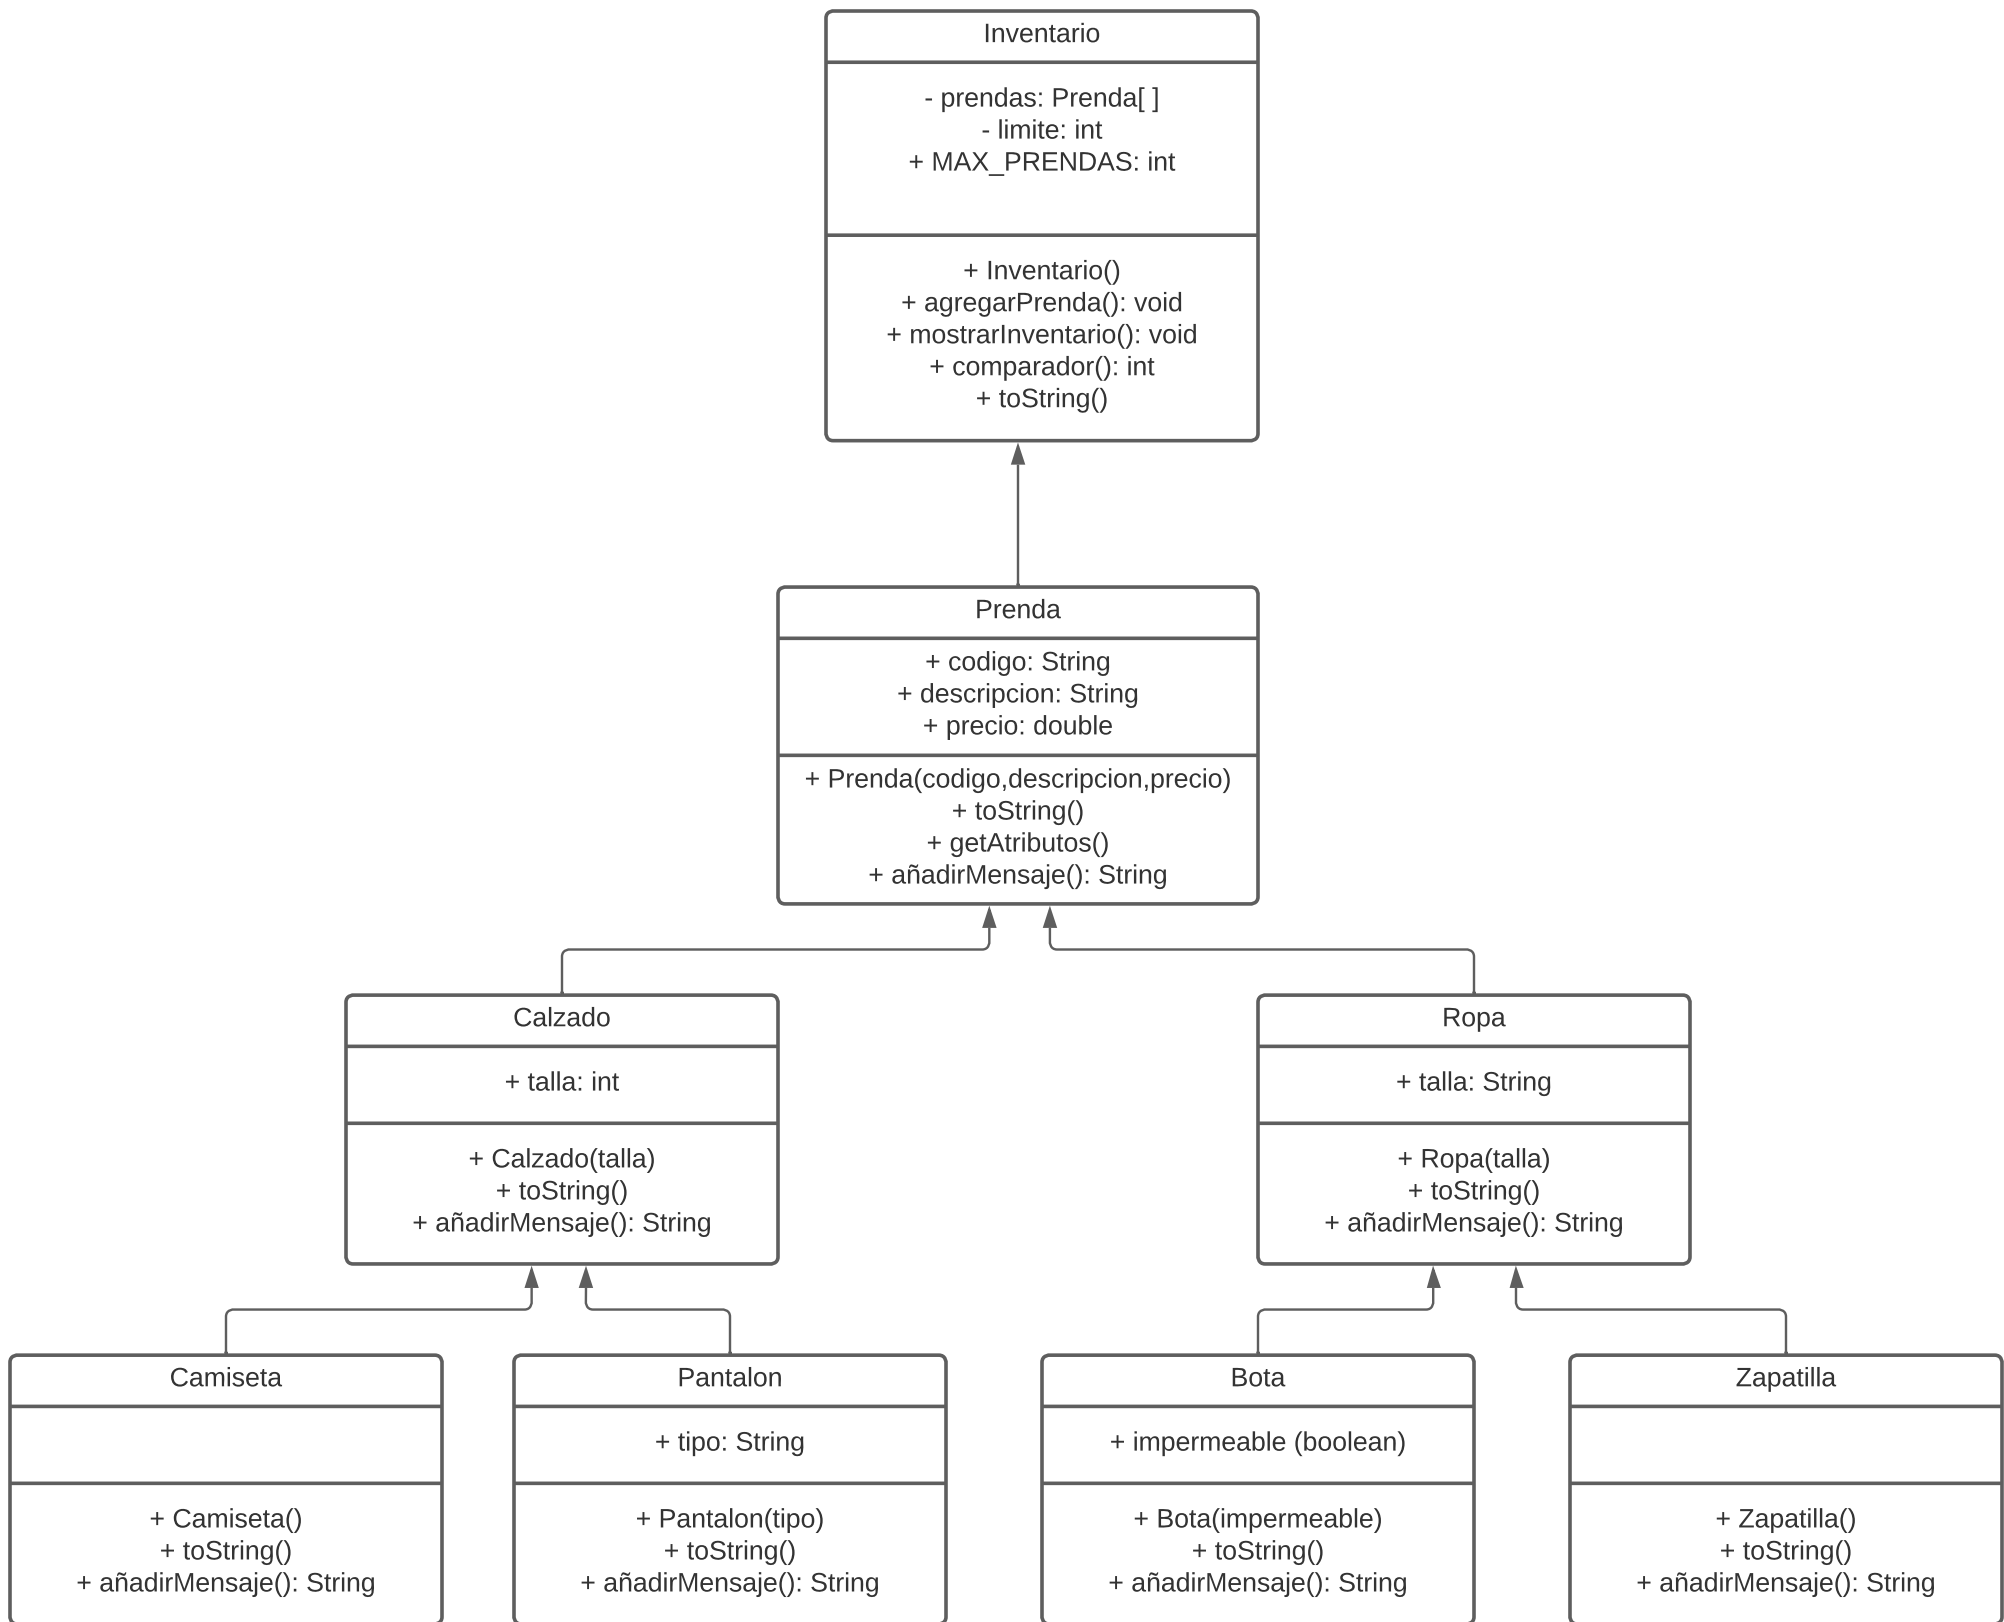 Inventario
- prendas: Prenda[ ]
- limite: int
+ MAX_PRENDAS: int
+ Inventario()
+ agregarPrenda(): void
+ mostrarInventario(): void
+ comparador(): int
+ toString()
Prenda
+ codigo: String
+ descripcion: String
+ precio: double
+ Prenda(codigo,descripcion,precio)
+ toString()
+ getAtributos()
+ añadirMensaje(): String
Calzado
+ talla: int
+ Calzado(talla)
+ toString()
+ añadirMensaje(): String
Ropa
+ talla: String
+ Ropa(talla)
+ toString()
+ añadirMensaje(): String
Camiseta
+ Camiseta()
+ toString()
+ añadirMensaje(): String
Pantalon
+ tipo: String
+ Pantalon(tipo)
+ toString()
+ añadirMensaje(): String
Bota
+ impermeable (boolean)
+ Bota(impermeable)
+ toString()
+ añadirMensaje(): String
Zapatilla
+ Zapatilla()
+ toString()
+ añadirMensaje(): String